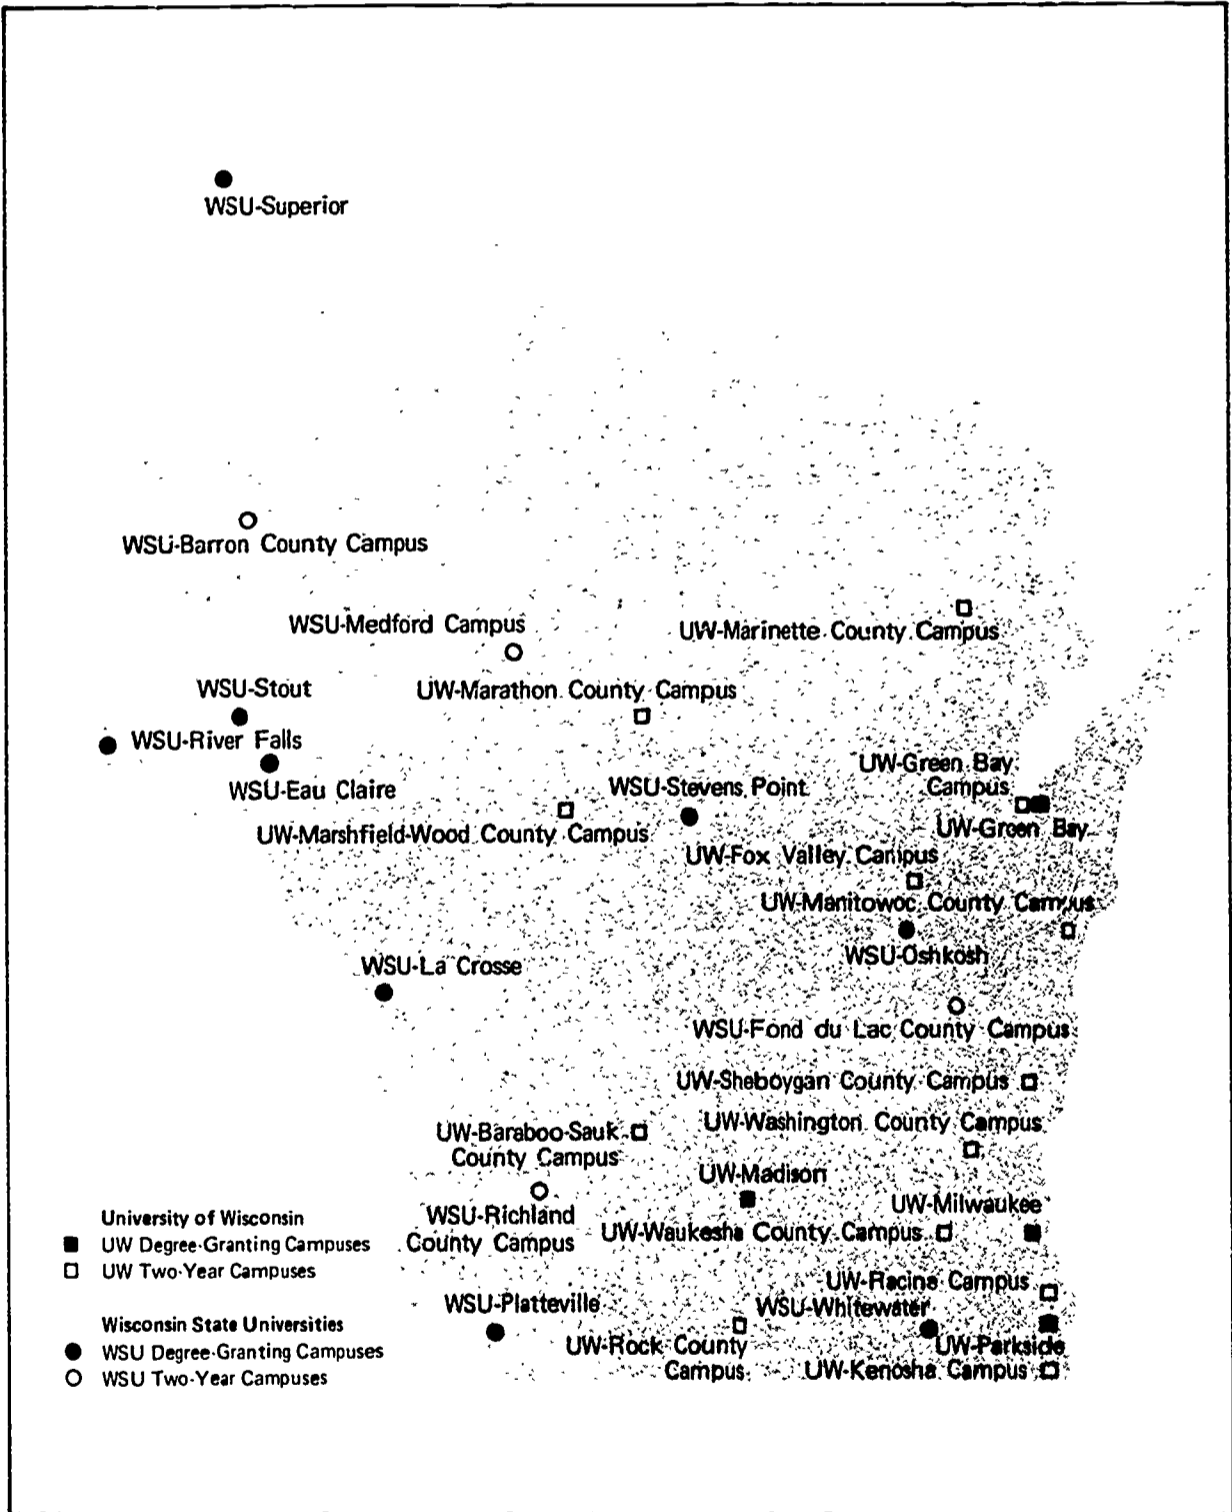 WSU-Superior
WSU-Barron County Campus
WSU-Medford Campus
UW-Marinette County Campus
WSU-Stout
UW-Marathon County Campus
WSU-River Falls
UW-Green Bay
Campus
WSU-Eau Claire
WSU-Stevens Point
UW-Marshfield-Wood County Campus
UW-Green Bay
UW-Fox Valley Campus
UW-Manitowoc County Campus
WSU-Oshkosh
WSU-La Crosse
WSU-Fond du Lac County Campus
UW-Sheboygan County Campus
UW-Washington County Campus
UW-Baraboo-Sauk
County Campus
UW-Madison
UW-Milwaukee
WSU-Richland
County Campus
UW-Waukesha County Campus
UW-Racine Campus
WSU-Platteville
WSU-Whitewater
UW-Rock County
Campus
UW-Parkside
UW-Kenosha Campus
University of Wisconsin
UW Degree-Granting Campuses
UW Two-Year Campuses
Wisconsin State Universities
WSU Degree-Granting Campuses
WSU Two-Year Campuses